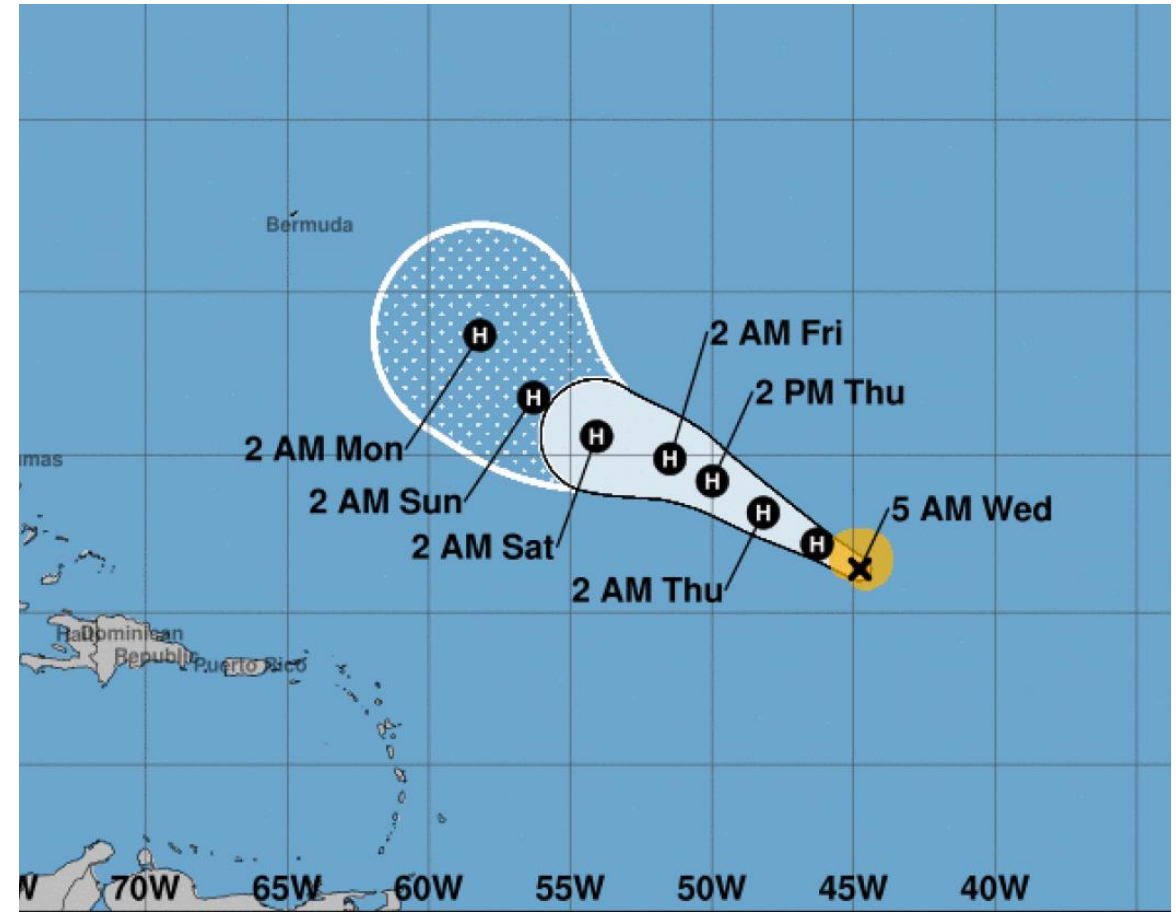 Bermuda
H
2 AM Fri
2 PM Thu
H
2 AM Mon
H
H
H
H
2 AM Sun
5 AM Wed
H
2 AM Sat
H
2 AM Thu
Dominican
Republic
Puerto Rico
70W 65W 60W 55W 50W 45W 40W